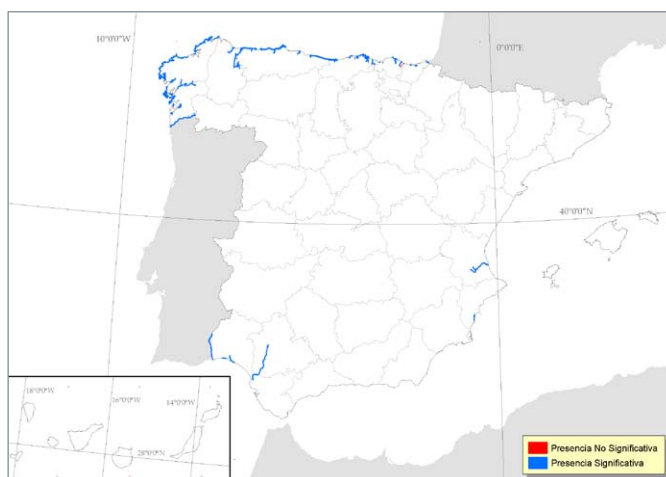 10°0'0"W
0°0'0"E
40°0'0"N
18°0'0"W
16°0'0"W
14°0'0"W
28°0'0"N
Presencia No Significativa
Presencia Significativa